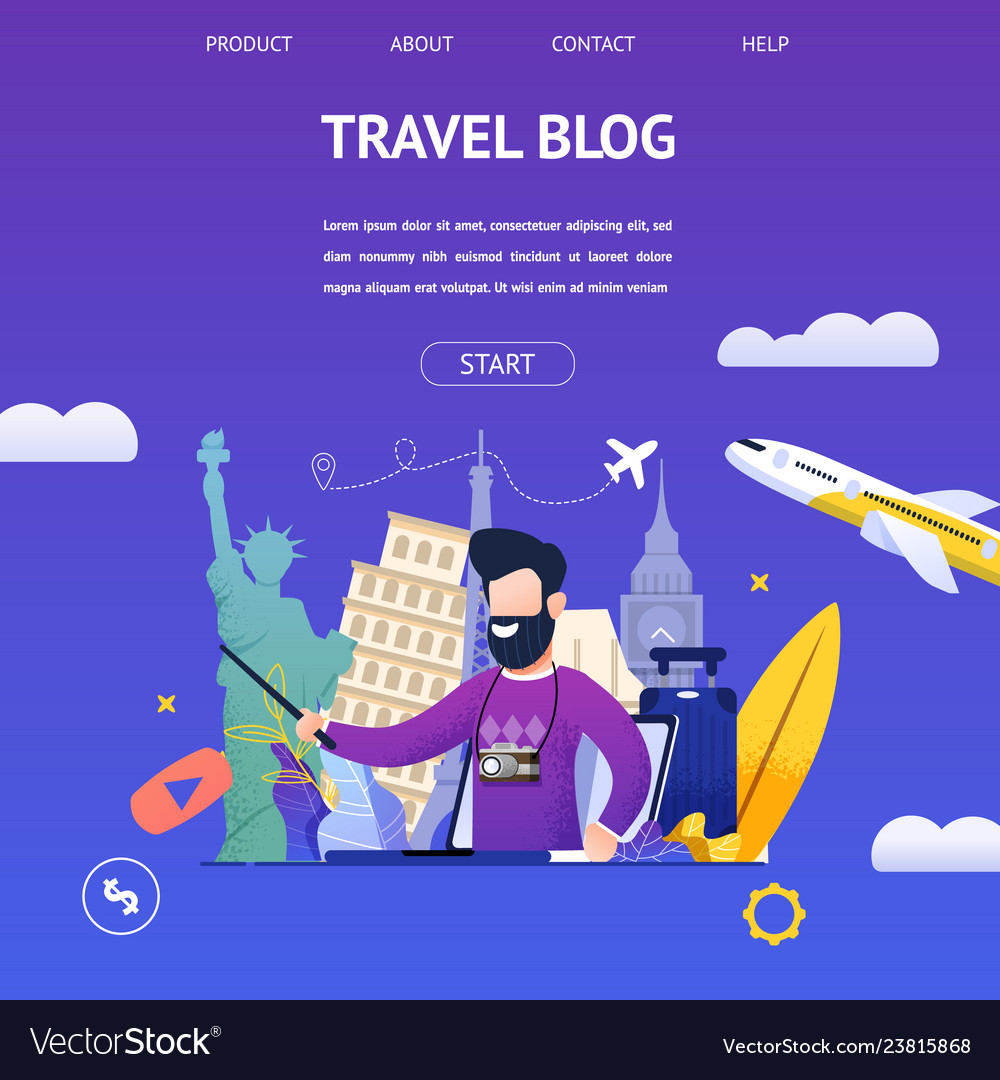 PRODUCT ABOUT CONTACT HELP
TRAVEL BLOG
Lorem ipsum dolor sit amet, consectetuer adipiscing elit, sed
diam nonummy nibh euismod tincidunt ut laoreet dolore
magna aliquam erat volutpat. Ut wisi enim ad minim veniam
START
$
VectorStock®
VectorStock.com/23815868